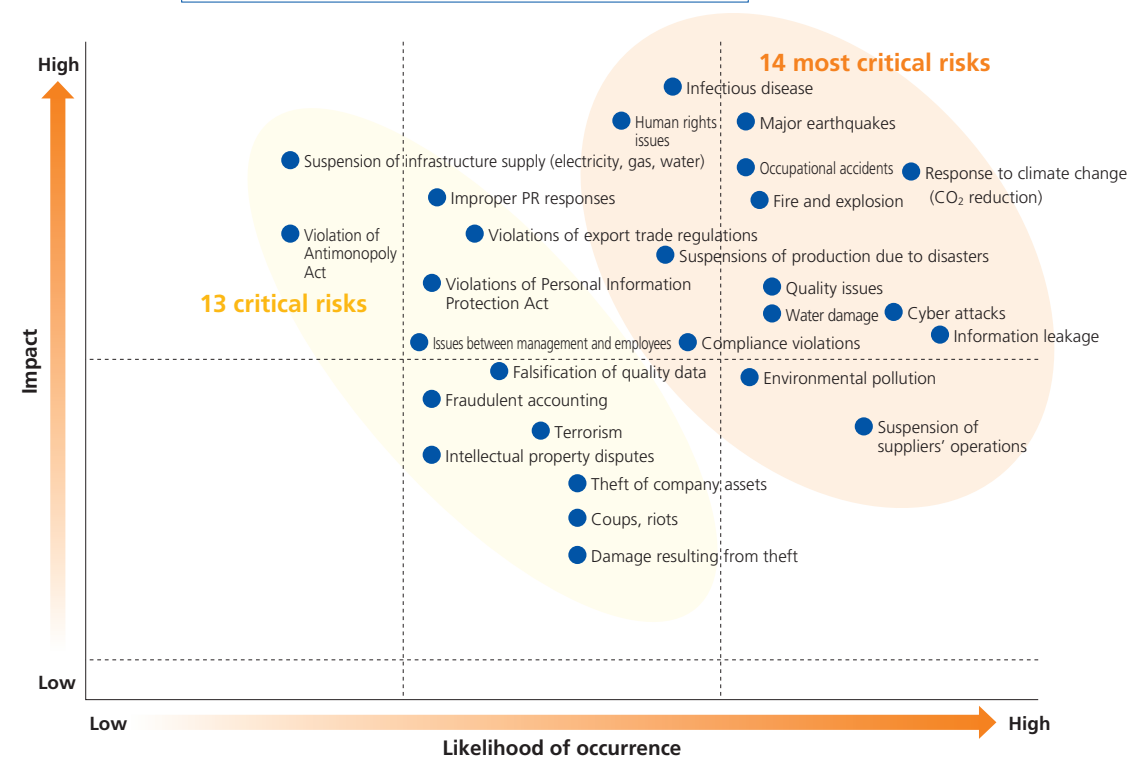 High
14 most critical risks
Infectious disease
Human rights
issues
Major earthquakes
Suspension of infrastructure supply (electricity, gas, water)
Occupational accidents
Response to climate change
(CO₂ reduction)
Improper PR responses
Fire and explosion
Violation of
Antimonopoly
Act
Violations of export trade regulations
Suspensions of production due to disasters
Violations of Personal Information
Protection Act
Quality issues
13 critical risks
Water damage
Cyber attacks
Information leakage
Issues between management and employees
Compliance violations
Impact
Falsification of quality data
Environmental pollution
Fraudulent accounting
Terrorism
Suspension of
suppliers’ operations
Intellectual property disputes
Theft of company assets
Coups, riots
Damage resulting from theft
Low
Low
High
Likelihood of occurrence